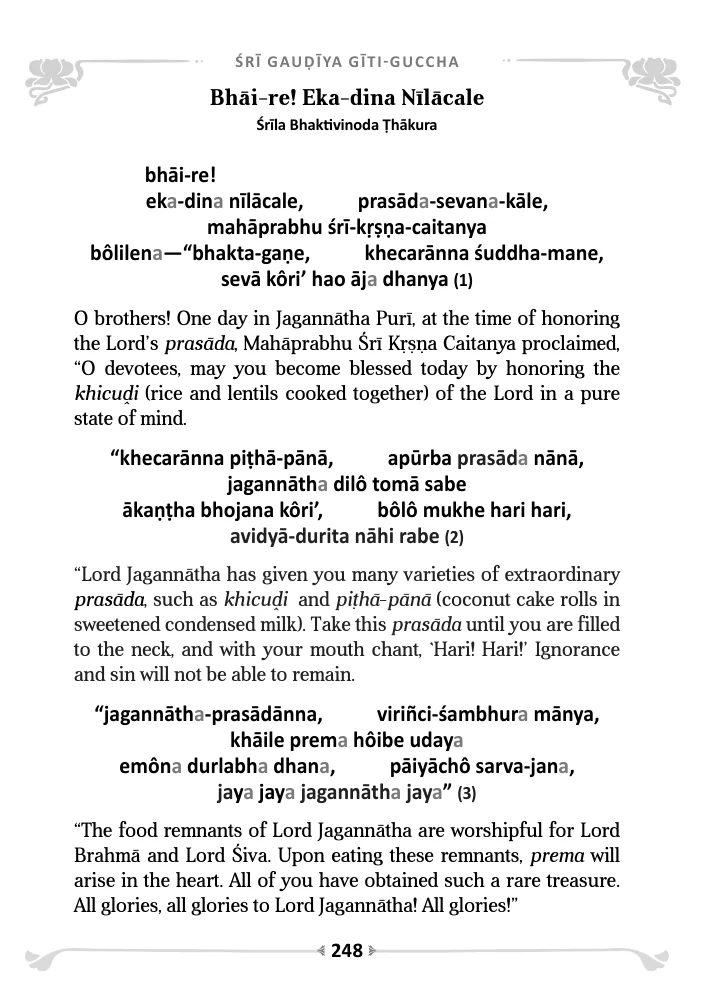 ŚRĪ GAUḌĪYA GĪTI-GUCCHA
Bhāi-re! Eka-dina Nīlācale
Śrīla Bhaktivinoda Ṭhākura
bhāi-re!
eka-dina nīlācale, prasāda-sevana-kāle,
mahāprabhu śrī-kṛṣṇa-caitanya
bôlilena—“bhakta-gaṇe, khecarānna śuddha-mane,
sevā kôri’ hao āja dhanya (1)
O brothers! One day in Jagannātha Purī, at the time of honoring
the Lord’s prasāda, Mahāprabhu Śrī Kṛṣṇa Caitanya proclaimed,
“O devotees, may you become blessed today by honoring the
khicuḓi (rice and lentils cooked together) of the Lord in a pure
state of mind.
“khecarānna piṭhā-pānā, apūrba prasāda nānā,
jagannātha dilô tomā sabe
ākaṇṭha bhojana kôri’, bôlô mukhe hari hari,
avidyā-durita nāhi rabe (2)
“Lord Jagannātha has given you many varieties of extraordinary
prasāda, such as khicuḓi and piṭhā-pānā (coconut cake rolls in
sweetened condensed milk). Take this prasāda until you are filled
to the neck, and with your mouth chant, ‘Hari! Hari!’ Ignorance
and sin will not be able to remain.
“jagannātha-prasādānna, viriñci-śambhura mānya,
khāile prema hôibe udaya
emôna durlabha dhana, pāiyāchô sarva-jana,
jaya jaya jagannātha jaya” (3)
“The food remnants of Lord Jagannātha are worshipful for Lord
Brahmā and Lord Śiva. Upon eating these remnants, prema will
arise in the heart. All of you have obtained such a rare treasure.
All glories, all glories to Lord Jagannātha! All glories!”
248